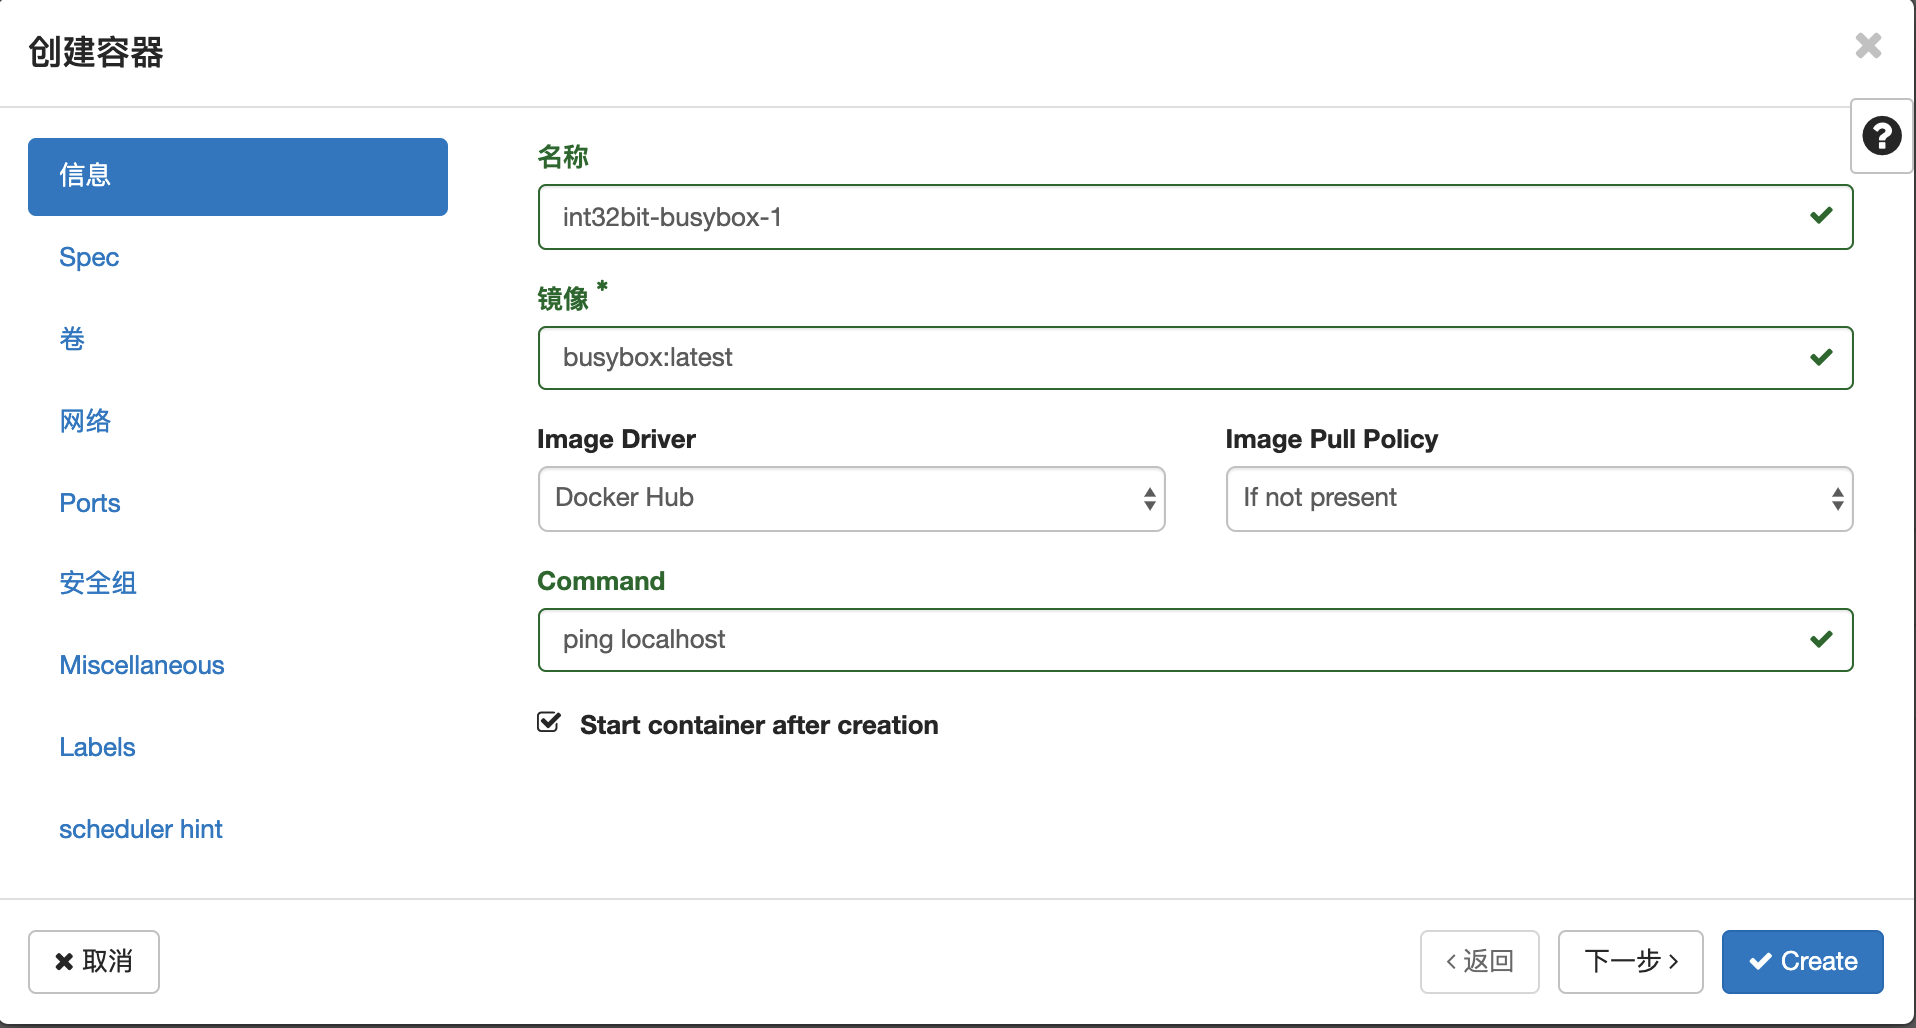 创建容器
信息
Spec
卷
网络
Ports
安全组
Miscellaneous
Labels
scheduler hint
名称
int32bit-busybox-1
镜像 *
busybox:latest
Image Driver
Image Pull Policy
Docker Hub
If not present
Command
ping localhost
Start container after creation
取消
返回
下一步
Create